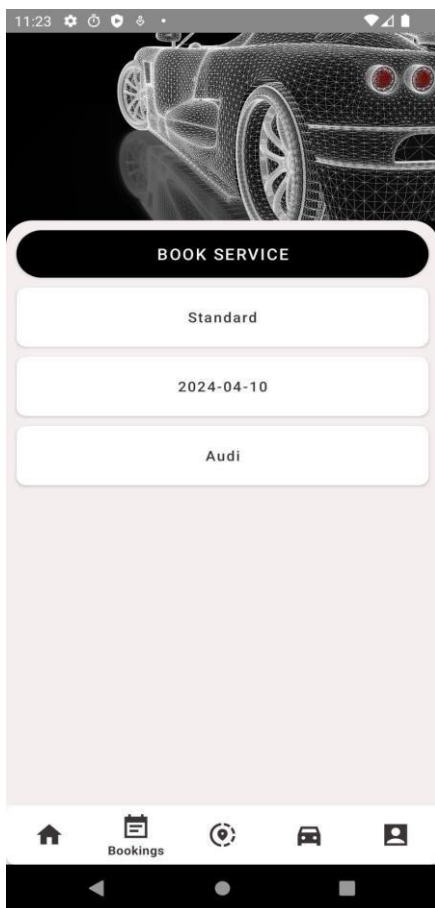 11:23
BOOK SERVICE
Standard
2024-04-10
Audi
Bookings